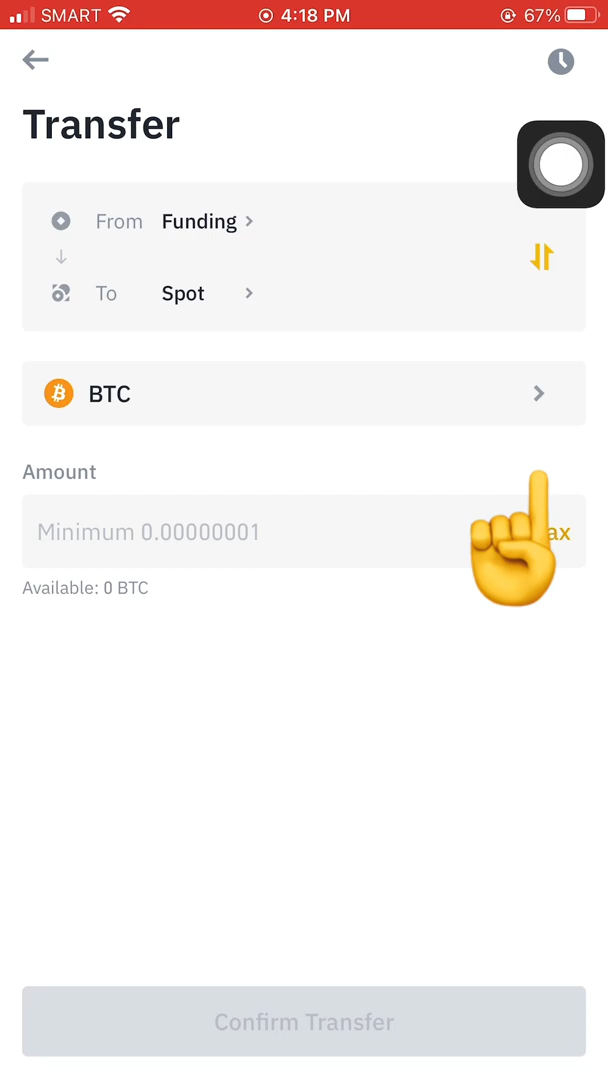 SMART 4:18 PM 67%
Transfer
From Funding
To Spot
BTC
Amount
Minimum 0.00000001 ax
Available: 0 BTC
Confirm Transfer